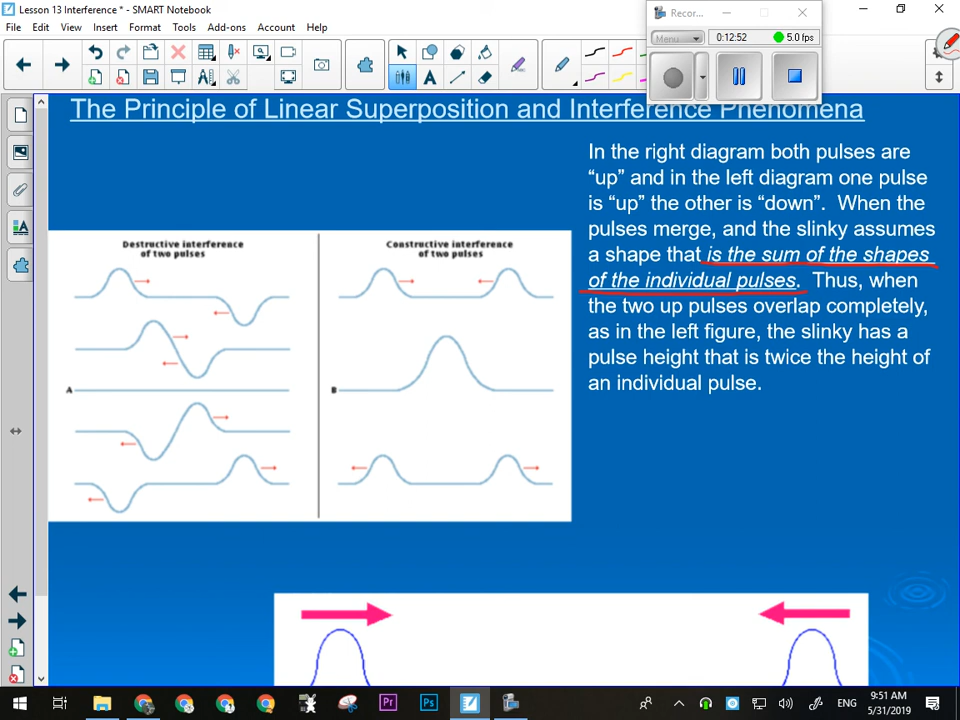 Lesson 13 Interference * - SMART Notebook
File Edit View Insert Format Tools Add-ons Account Help
Recor...
Menu
0:12:52
5.0 fps
The Principle of Linear Superposition and Interference Phenomena
In the right diagram both pulses are
“up” and in the left diagram one pulse
is “up” the other is “down”. When the
pulses merge, and the slinky assumes
a shape that is the sum of the shapes
of the individual pulses. Thus, when
the two up pulses overlap completely,
as in the left figure, the slinky has a
pulse height that is twice the height of
an individual pulse.
Destructive interference
of two pulses
A
Constructive interference
of two pulses
B
Pr
Ps
ENG
9:51 AM
5/31/2019